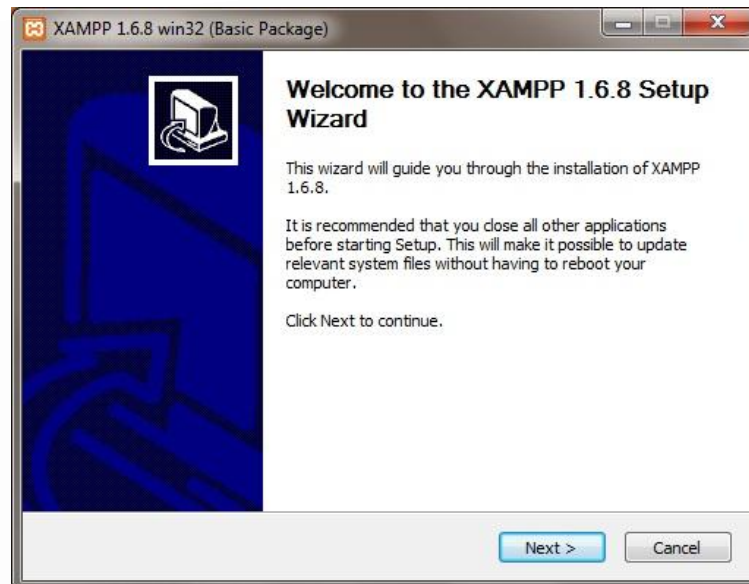 XAMPP 1.6.8 win32 (Basic Package)
Welcome to the XAMPP 1.6.8 Setup
Wizard
This wizard will guide you through the installation of XAMPP
1.6.8.
It is recommended that you close all other applications
before starting Setup. This will make it possible to update
relevant system files without having to reboot your
computer.
Click Next to continue.
Next >
Cancel